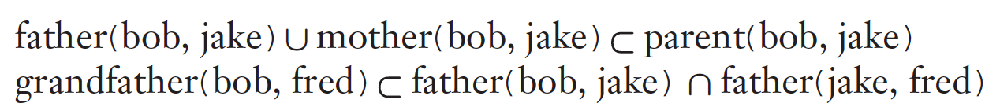 father(bob, jake) ∪ mother(bob, jake) ⊂ parent(bob, jake)
grandfather(bob, fred) ⊂ father(bob, jake) ∩ father(jake, fred)